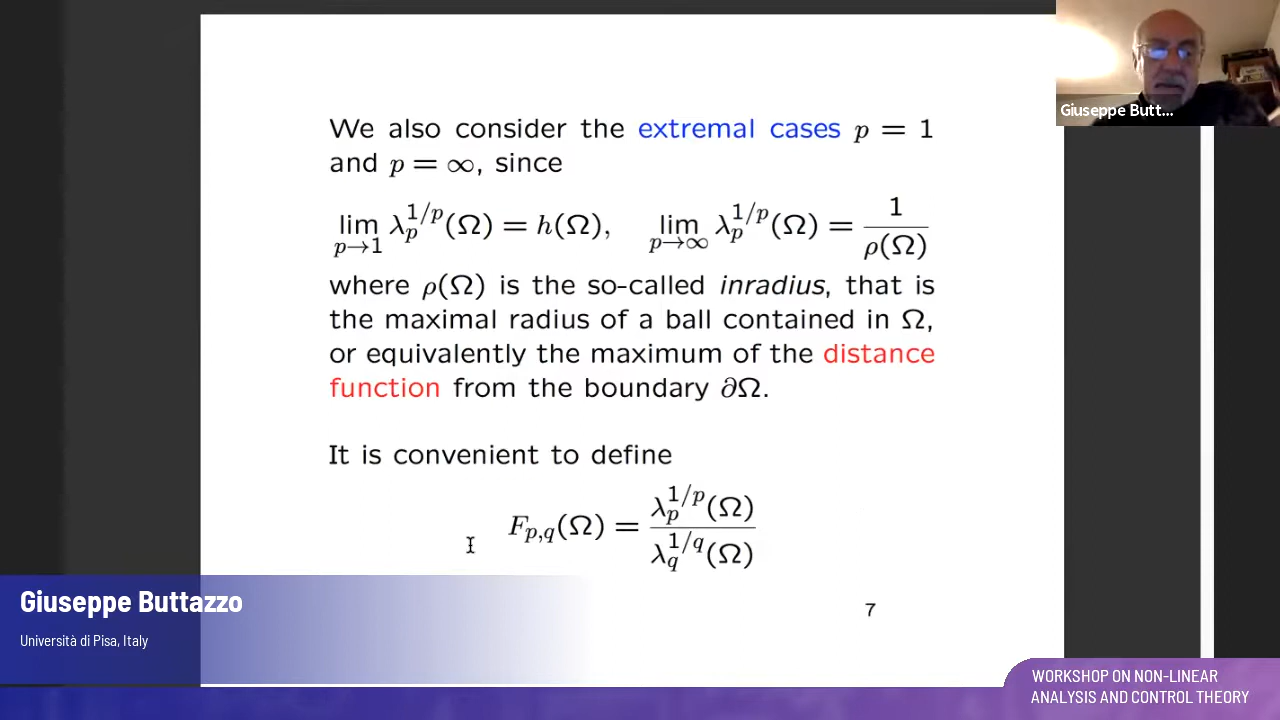 We also consider the extremal cases p = 1
and p = ∞, since
lim_{p→1} λ_p^{1/p}(Ω) = h(Ω), lim_{p→∞} λ_p^{1/p}(Ω) = 1/ρ(Ω)
where ρ(Ω) is the so-called inradius, that is
the maximal radius of a ball contained in Ω,
or equivalently the maximum of the distance
function from the boundary ∂Ω.
It is convenient to define
F_{p,q}(Ω) = λ_p^{1/p}(Ω) / λ_q^{1/q}(Ω)
7
Giuseppe Butt...
Giuseppe Buttazzo
Università di Pisa, Italy
WORKSHOP ON NON-LINEAR
ANALYSIS AND CONTROL THEORY